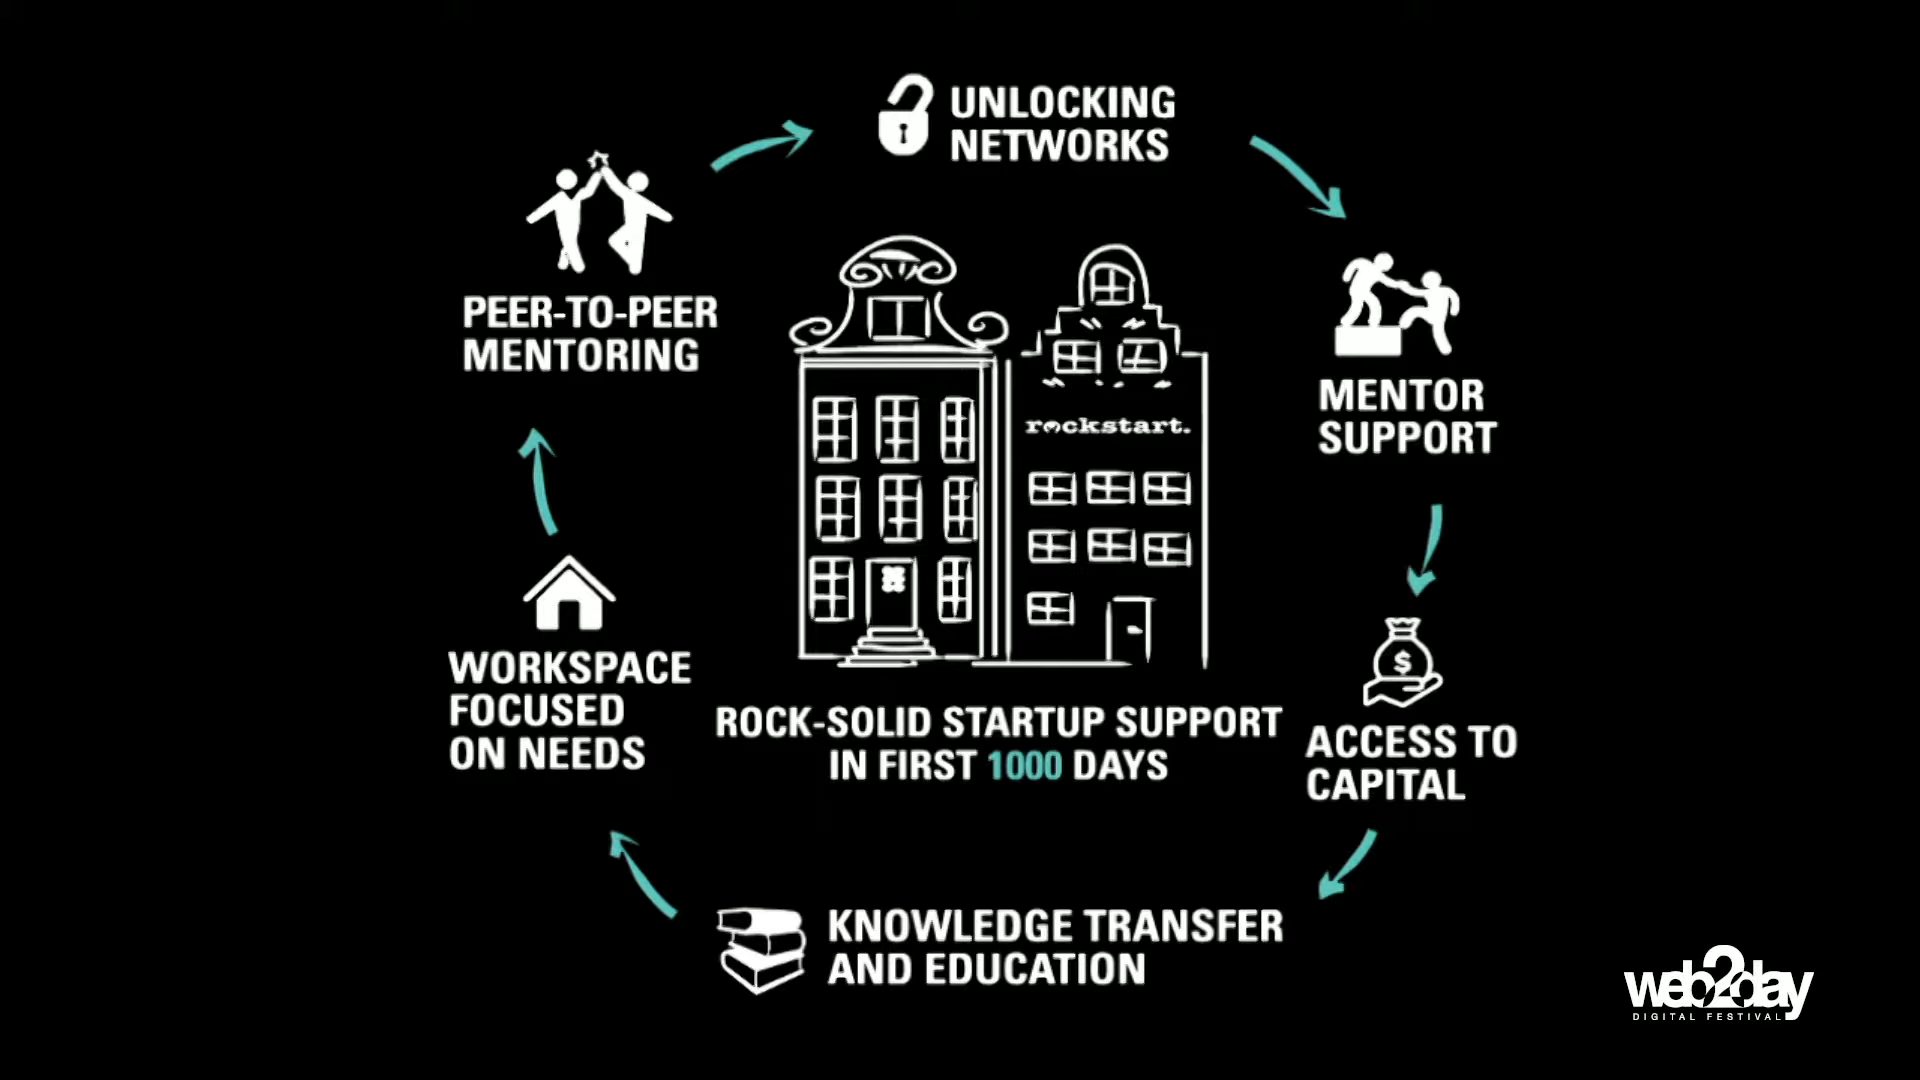 UNLOCKING
NETWORKS
PEER-TO-PEER
MENTORING
MENTOR
SUPPORT
rockstart.
$
WORKSPACE
FOCUSED
ON NEEDS
ROCK-SOLID STARTUP SUPPORT
IN FIRST 1000 DAYS
ACCESS TO
CAPITAL
KNOWLEDGE TRANSFER
AND EDUCATION
web2day
DIGITAL FESTIVAL